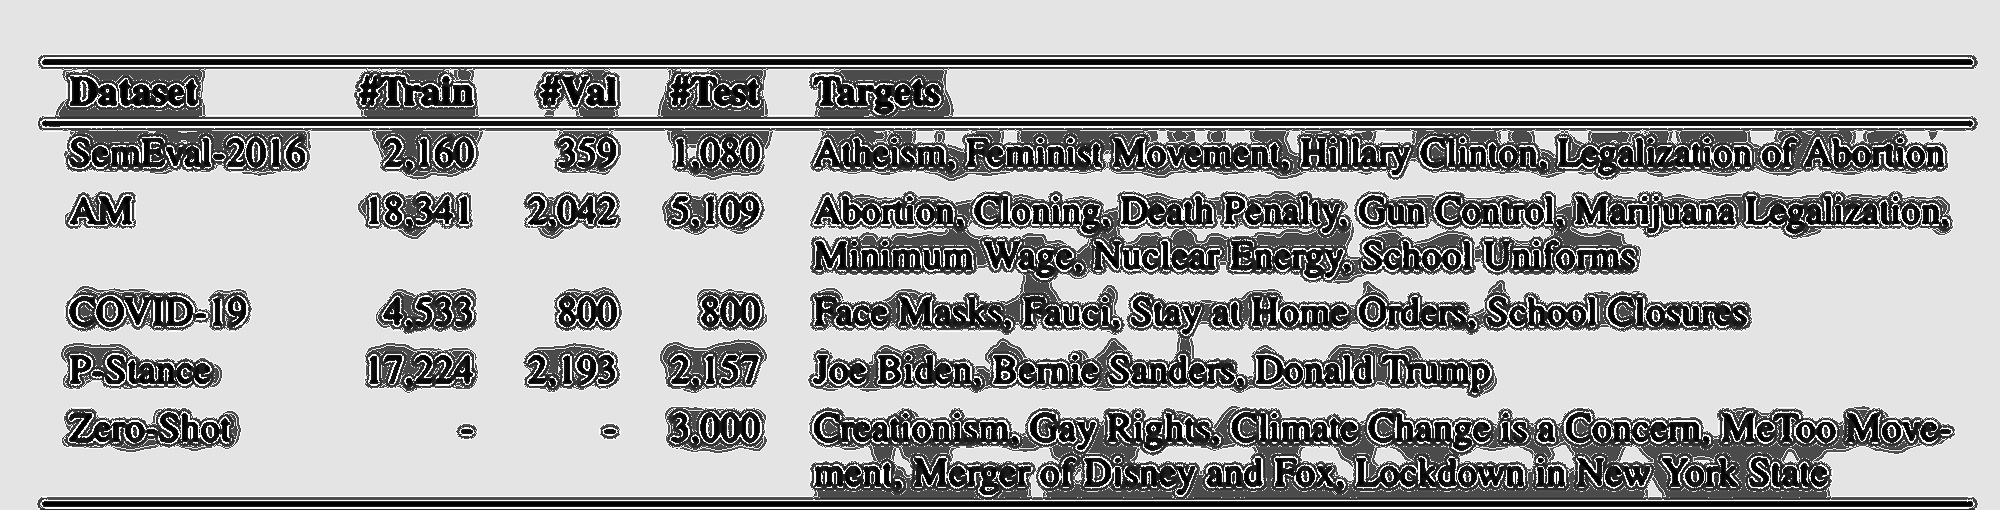 Dataset #Train #Val #Test Targets
SemEval-2016 2,160 359 1,080 Atheism, Feminist Movement, Hillary Clinton, Legalization of Abortion
AM 18,341 2,042 5,109 Abortion, Cloning, Death Penalty, Gun Control, Marijuana Legalization,
Minimum Wage, Nuclear Energy, School Uniforms
COVID-19 4,533 800 800 Face Masks, Fauci, Stay at Home Orders, School Closures
P-Stance 17,224 2,193 2,157 Joe Biden, Bernie Sanders, Donald Trump
Zero-Shot - - 3,000 Creationism, Gay Rights, Climate Change is a Concern, MeToo Move-
ment, Merger of Disney and Fox, Lockdown in New York State